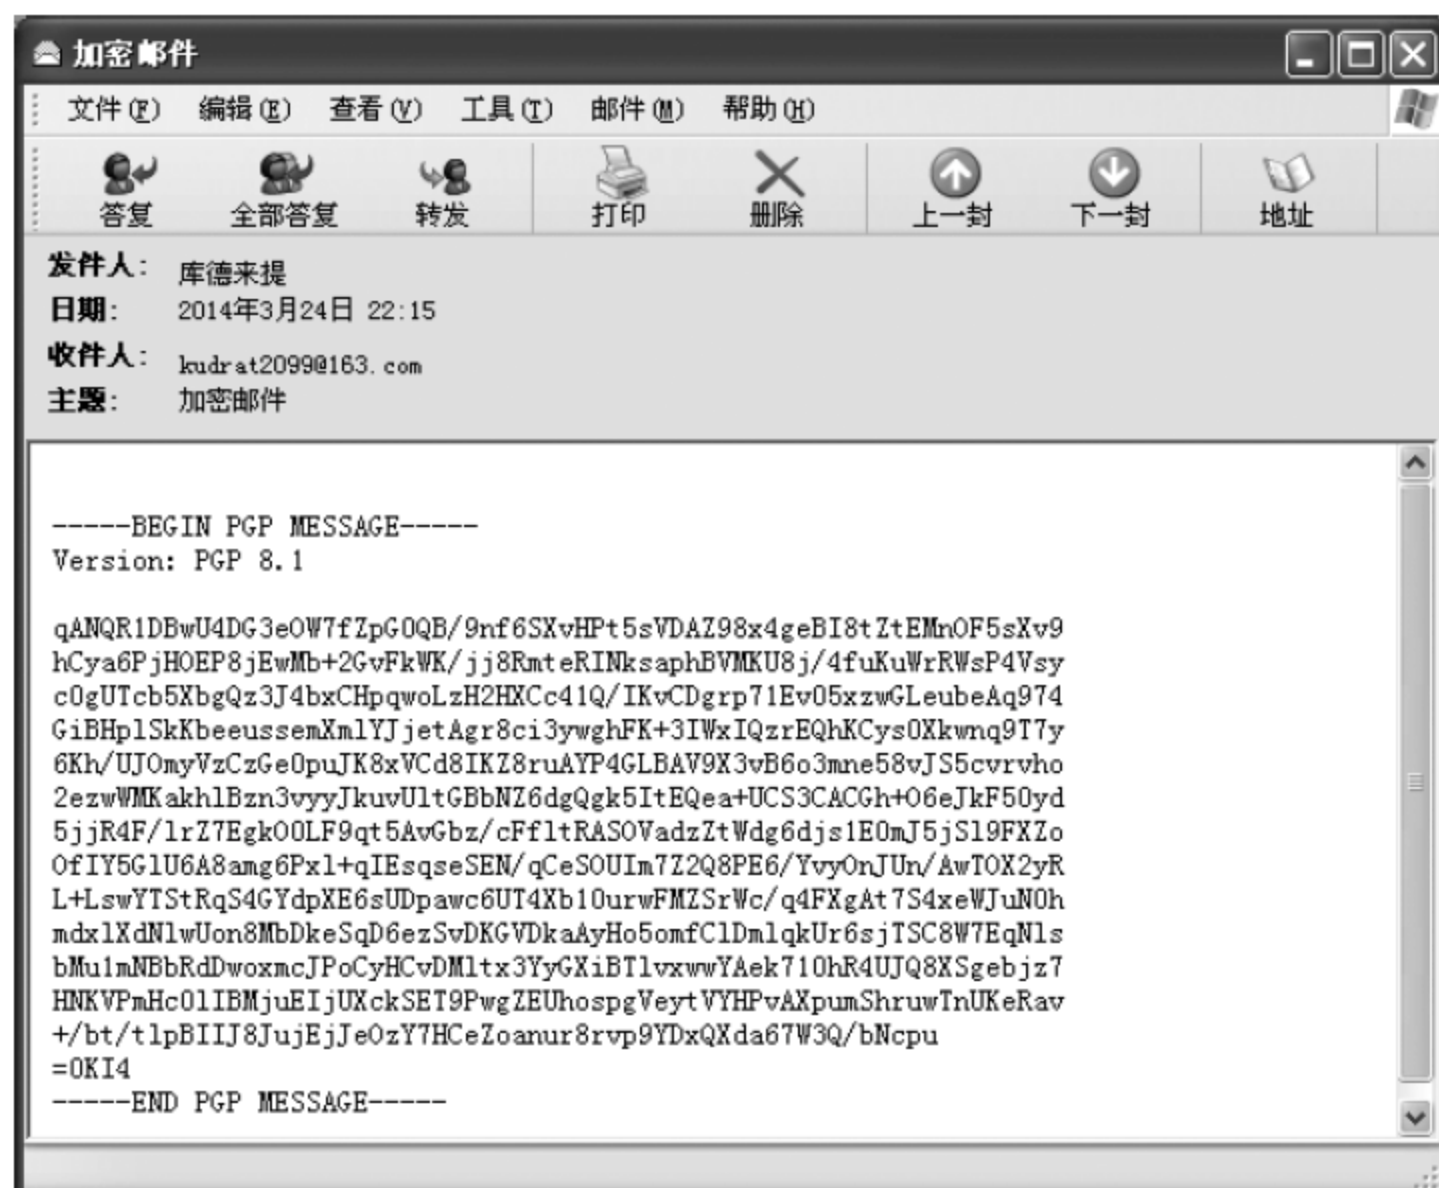 加密邮件
文件(F) 编辑(E) 查看(V) 工具(T) 邮件(M) 帮助(H)
答复 全部答复 转发 打印 删除 上一封 下一封 地址
发件人: 库德来提
日期: 2014年3月24日 22:15
收件人: kudrat2099@163.com
主题: 加密邮件
-----BEGIN PGP MESSAGE-----
Version: PGP 8.1
qANQR1DBwU4DG3eOW7fZpG0QB/9nf6SXvHPt5sVDAZ98x4geBI8tZtEMnOF5sXv9
hCya6PjHOEP8jEwMb+2GvFkWK/jj8RmteRINksaphBVMKU8j/4fuKuWrRWsP4Vsy
c0gUTcb5XbgQz3J4bxCHpqwoLzH2HXCc41Q/IKvCDgrp71Ev05xzwGLeubeAq974
GiBHplSkKbeeussemXmlYJjetAgr8ci3ywghFK+3IWxIQzrEQhKCys0Xkwnq9T7y
6Kh/UJOmyVzCzGe0puJK8xVCd8IKZ8ruAYP4GLBAV9X3vB6o3mne58vJS5cvrvho
2ezwWMKakhlBzn3vyyJkuvUltGBbNZ6dgQgk5ItEQea+UCS3CACGh+O6eJkF50yd
5jjR4F/lrZ7EgkO0LF9qt5AvGbz/cFfltRASOVadzZtWdg6djs1E0mJ5jSl9FXZo
OfIY5GlU6A8amg6Pxl+qIEsqseSEN/qCeSOUIm7Z2Q8PE6/YvyOnJUn/AwTOX2yR
L+LswYTStRqS4GYdpXE6sUDpawc6UT4Xb10urwFMZSrWc/q4FXgAt7S4xeWJuN0h
mdxlXdNlwUon8MbDkeSqD6ezSvDKGVDkaAyHo5omfClDmlqkUr6sjTSC8W7EqNls
bMu1mNBbRdDwoxmcJPoCyHCvDMltx3YyGXiBTlvxwwYAek710hR4UJQ8XSgebjz7
HNKVPmHc0lIBMjuEIjUXckSET9PwgZEUhospgVeytVYHPvAXpumShruwTnUKeRav
+/bt/tlpBIIJ8JujEjJeOzY7HCeZoanur8rvp9YDxQXda67W3Q/bNcpu
=0KI4
-----END PGP MESSAGE-----